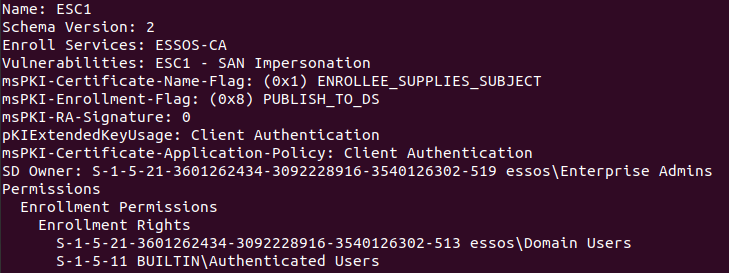 Name: ESC1
Schema Version: 2
Enroll Services: ESSOS-CA
Vulnerabilities: ESC1 - SAN Impersonation
msPKI-Certificate-Name-Flag: (0x1) ENROLLEE_SUPPLIES_SUBJECT
msPKI-Enrollment-Flag: (0x8) PUBLISH_TO_DS
msPKI-RA-Signature: 0
pKIExtendedKeyUsage: Client Authentication
msPKI-Certificate-Application-Policy: Client Authentication
SD Owner: S-1-5-21-3601262434-3092228916-3540126302-519 essos\Enterprise Admins
Permissions
  Enrollment Permissions
    Enrollment Rights
      S-1-5-21-3601262434-3092228916-3540126302-513 essos\Domain Users
      S-1-5-11 BUILTIN\Authenticated Users